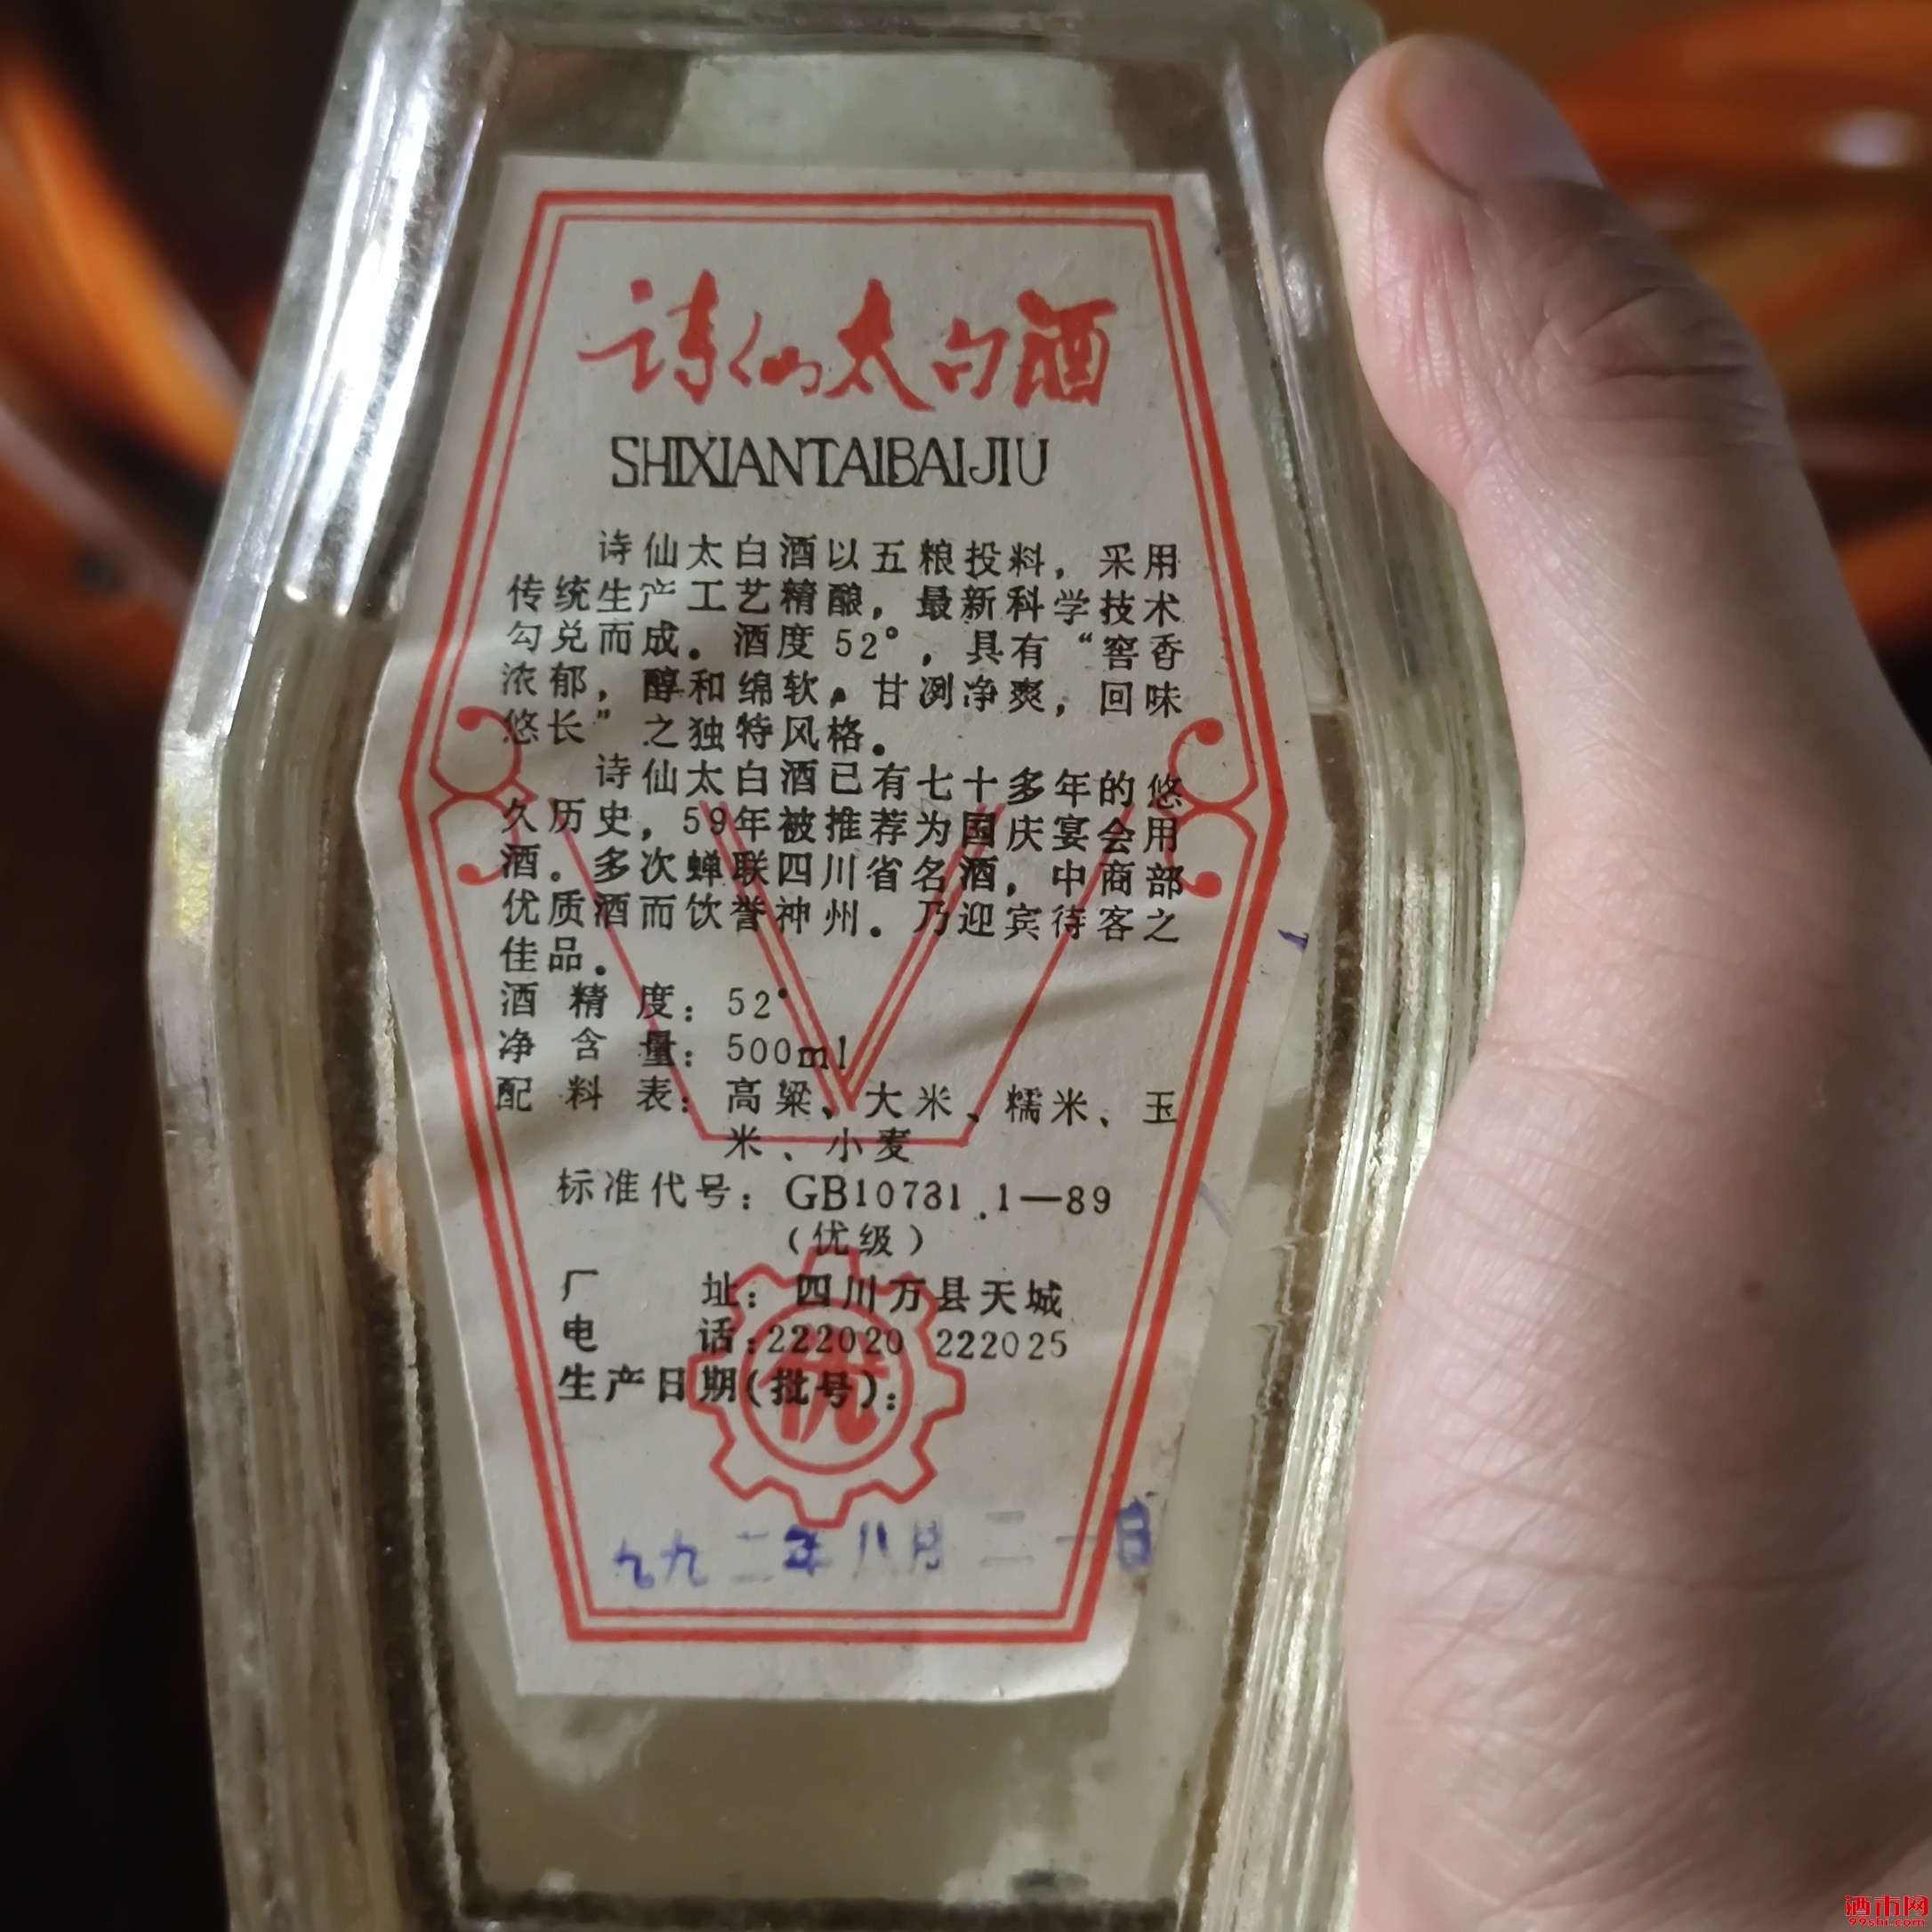 诗仙太白酒
SHIXIANTAIBAIJIU
诗仙太白酒以五粮投料，采用
传统生产工艺精酿，最新科学技术
勾兑而成。酒度52°，具有“窖香
浓郁，醇和绵软，甘冽净爽，回味
悠长”之独特风格。
诗仙太白酒已有七十多年的悠
久历史，59年被推荐为国庆宴会用
酒。多次蝉联四川省名酒，中商部
优质酒而饮誉神州。乃迎宾待客之
佳品。
酒精度：52°
净含量：500ml
配料表：高粱、大米、糯米、玉
米、小麦
标准代号：GB10781.1—89
（优级）
厂址：四川万县天城
电话：222020 222025
生产日期(批号)：
优
九九二年八月二一日
酒市网
99shi.com